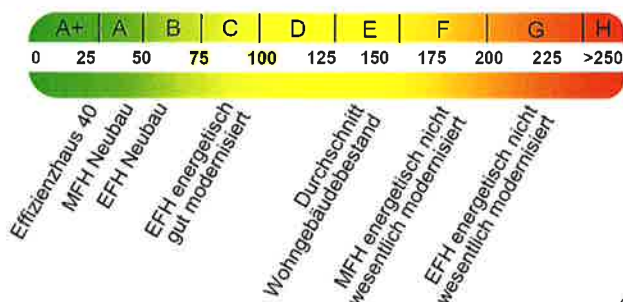 A+ A B C D E F G H
0 25 50 75 100 125 150 175 200 225 >250
Effizienzhaus 40
MFH Neubau
EFH Neubau
EFH energetisch
gut modernisiert
Durchschnitt
Wohngebäudebestand
MFH energetisch nicht
wesentlich modernisiert
EFH energetisch nicht
wesentlich modernisiert